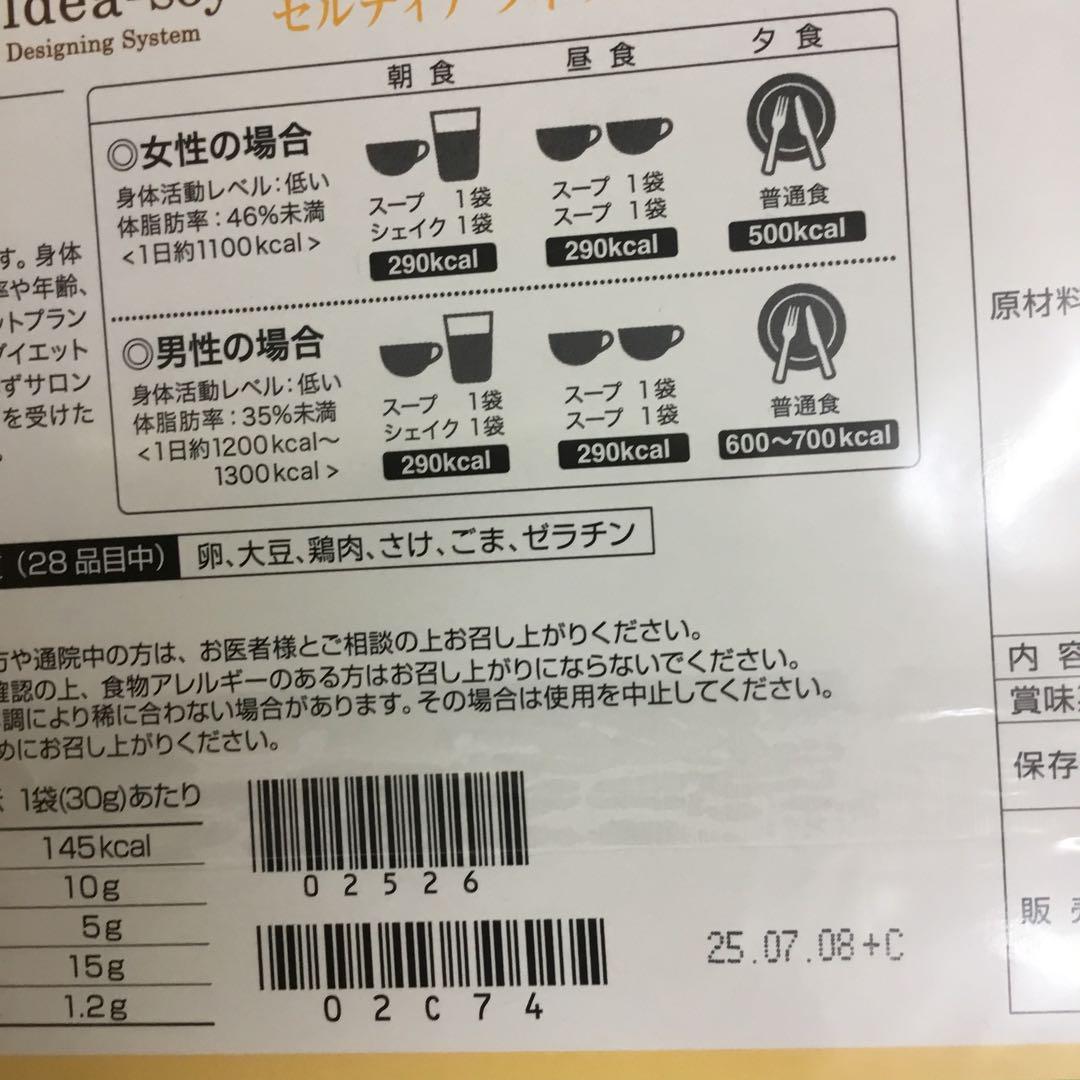 Designing System
朝食 昼食 夕食
◎女性の場合
身体活動レベル:低い
体脂肪率:46%未満
<1日約1100kcal>
スープ 1袋
シェイク 1袋
290kcal
スープ 1袋
スープ 1袋
290kcal
普通食
500kcal
◎男性の場合
身体活動レベル:低い
体脂肪率:35%未満
<1日約1200kcal〜
1300kcal>
スープ 1袋
シェイク 1袋
290kcal
スープ 1袋
スープ 1袋
290kcal
普通食
600〜700kcal
す。身体
率や年齢、
ットプラン
ダイエット
ずサロン
を受けた
。
(28品目中) 卵、大豆、鶏肉、さけ、ごま、ゼラチン
方や通院中の方は、お医者様とご相談の上お召し上がりください。
確認の上、食物アレルギーのある方はお召し上がりにならないでください。
調により稀に合わない場合があります。その場合は使用を中止してください。
めにお召し上がりください。
1袋(30g)あたり
145kcal
10g
5g
15g
1.2g
02526
02C74
25.07.08+C
原材料
内容
賞味
保存
販売